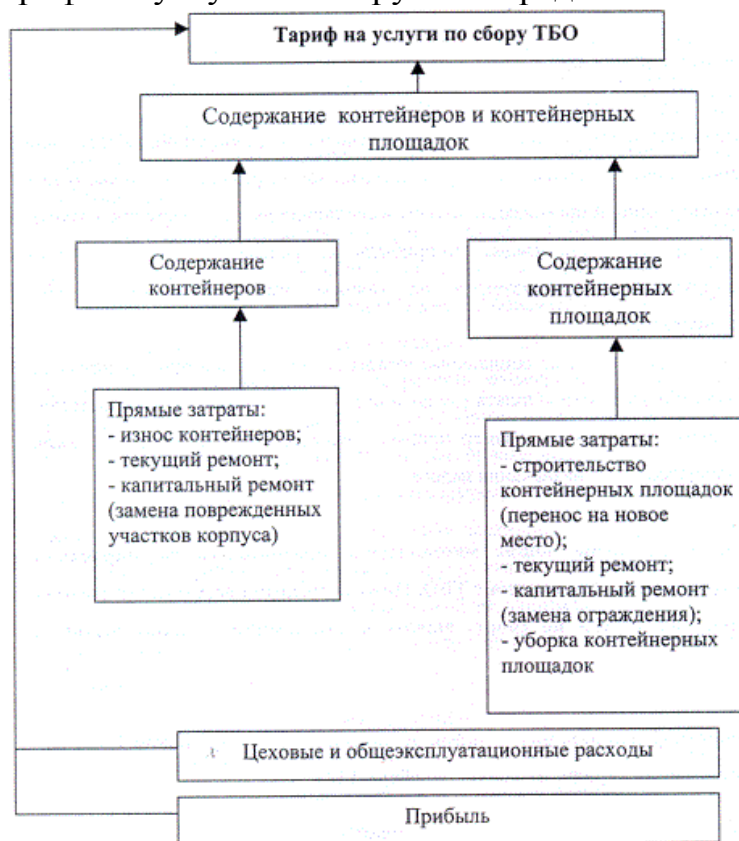 Тариф на услуги по сбору ТБО
Содержание контейнеров и контейнерных
площадок
Содержание
контейнеров
Содержание
контейнерных
площадок
Прямые затраты:
- износ контейнеров;
- текущий ремонт;
- капитальный ремонт
(замена поврежденных
участков корпуса)
Прямые затраты:
- строительство
контейнерных площадок
(перенос на новое
место);
- текущий ремонт;
- капитальный ремонт
(замена ограждения);
- уборка контейнерных
площадок
Цеховые и общеэксплуатационные расходы
Прибыль